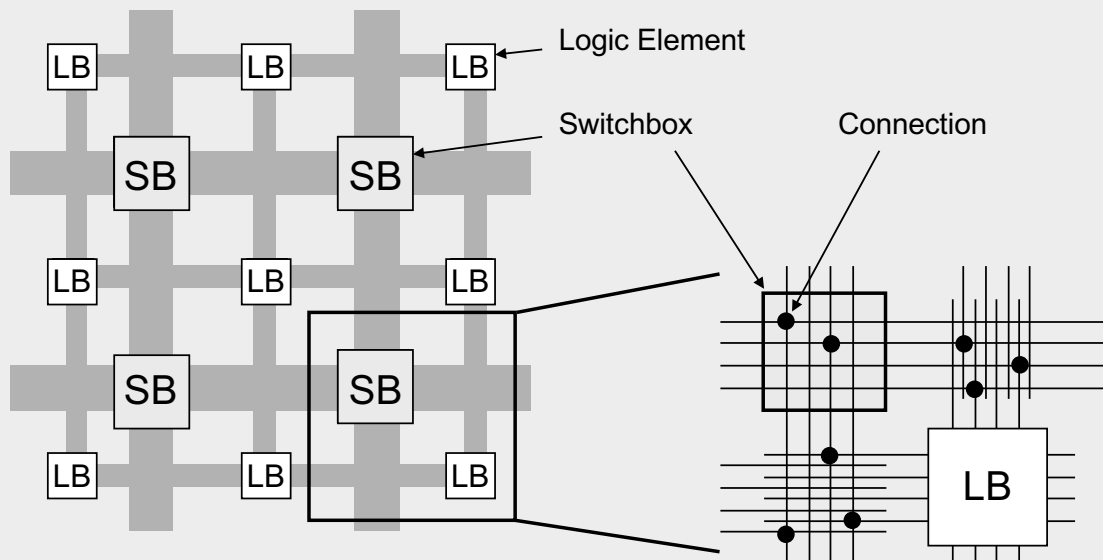 LB LB LB Logic Element
Switchbox Connection
SB SB
LB LB LB
SB SB
LB LB LB LB